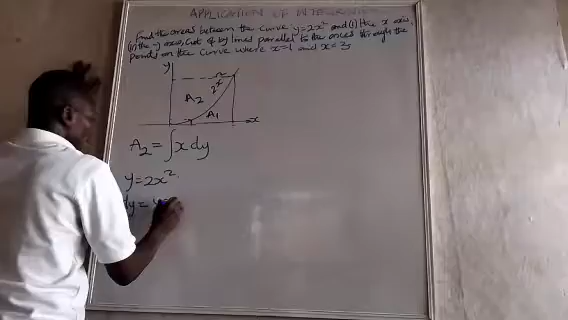 APPLICATION OF INTEGRATION
Find the areas between the curve y=2x² and (i) the x axis,
(ii) the y axis, cut off by lines parallel to the axes through the
points on the curve where x=1 and x=3.
y
A₂
A₁
x
A₂ = ∫ x dy
y=2x²
dy =